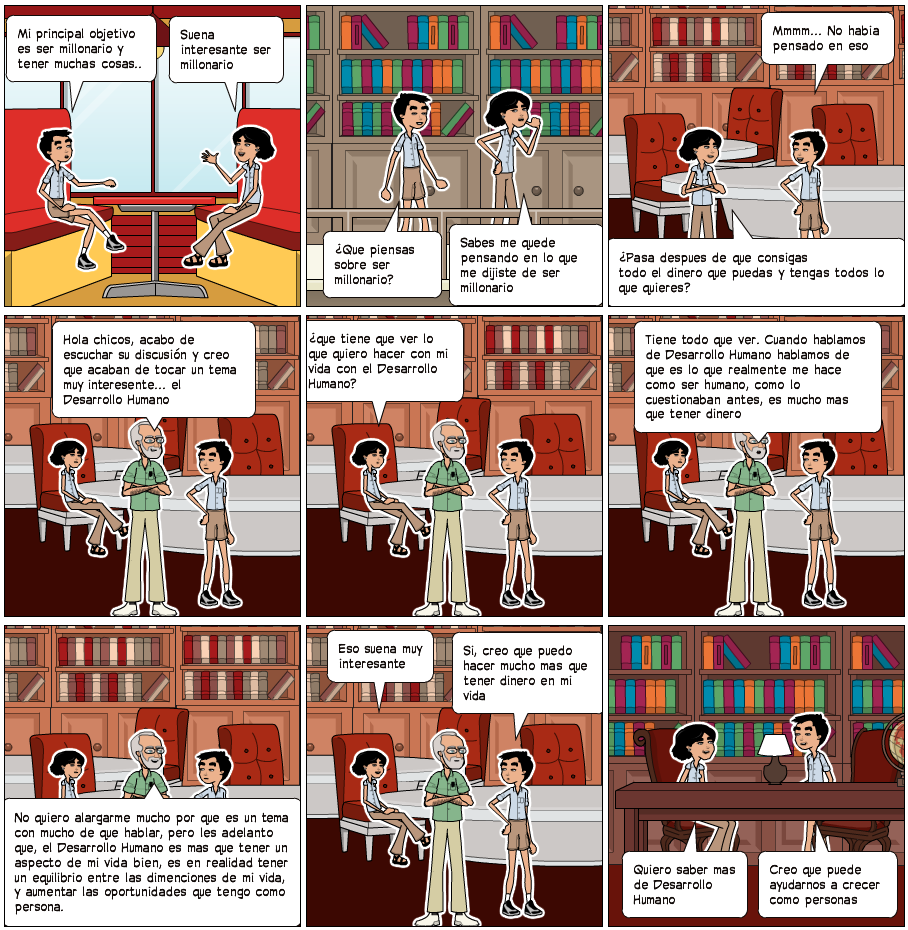 Mi principal objetivo
es ser millonario y
tener muchas cosas..
Suena
interesante ser
millonario
¿Que piensas
sobre ser
millonario?
Sabes me quede
pensando en lo que
me dijiste de ser
millonario
Mmmm... No habia
pensado en eso
¿Pasa despues de que consigas
todo el dinero que puedas y tengas todos lo
que quieres?
Hola chicos, acabo de
escuchar su discusión y creo
que acaban de tocar un tema
muy interesente... el
Desarrollo Humano
¿que tiene que ver lo
que quiero hacer con mi
vida con el Desarrollo
Humano?
Tiene todo que ver. Cuando hablamos
de Desarrollo Humano hablamos de
que es lo que realmente me hace
como ser humano, como lo
cuestionaban antes, es mucho mas
que tener dinero
No quiero alargarme mucho por que es un tema
con mucho de que hablar, pero les adelanto
que, el Desarrollo Humano es mas que tener un
aspecto de mi vida bien, es en realidad tener
un equilibrio entre las dimenciones de mi vida,
y aumentar las oportunidades que tengo como
persona.
Eso suena muy
interesante
Si, creo que puedo
hacer mucho mas que
tener dinero en mi
vida
Quiero saber mas
de Desarrollo
Humano
Creo que puede
ayudarnos a crecer
como personas